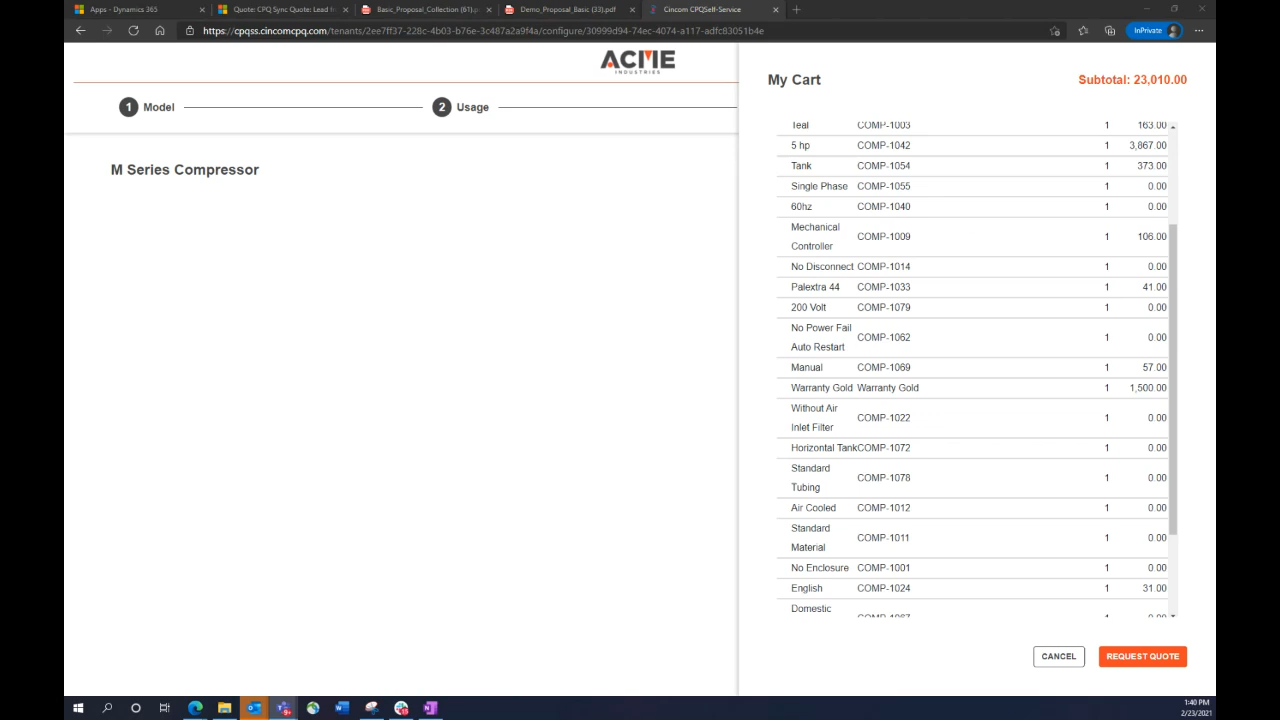 Apps - Dynamics 365
Quote: CPQ Sync Quote: Lead fr
Basic_Proposal_Collection (61).p
Demo_Proposal_Basic (33).pdf
Cincom CPQSelf-Service
https://cpqss.cincomcpq.com/tenants/2ee7ff37-228c-4b03-b76e-3c487a2a9f4a/configure/30999d94-74ec-4074-a117-adfc83051b4e
InPrivate
ACME
INDUSTRIES
My Cart
Subtotal: 23,010.00
1 Model
2 Usage
M Series Compressor
Teal COMP-1003 1 163.00
5 hp COMP-1042 1 3,867.00
Tank COMP-1054 1 373.00
Single Phase COMP-1055 1 0.00
60hz COMP-1040 1 0.00
Mechanical
Controller COMP-1009 1 106.00
No Disconnect COMP-1014 1 0.00
Palextra 44 COMP-1033 1 41.00
200 Volt COMP-1079 1 0.00
No Power Fail
Auto Restart COMP-1062 1 0.00
Manual COMP-1069 1 57.00
Warranty Gold Warranty Gold 1 1,500.00
Without Air
Inlet Filter COMP-1022 1 0.00
Horizontal Tank COMP-1072 1 0.00
Standard
Tubing COMP-1078 1 0.00
Air Cooled COMP-1012 1 0.00
Standard
Material COMP-1011 1 0.00
No Enclosure COMP-1001 1 0.00
English COMP-1024 1 31.00
Domestic
COMP-1067 1 0.00
CANCEL
REQUEST QUOTE
1:40 PM
2/23/2021